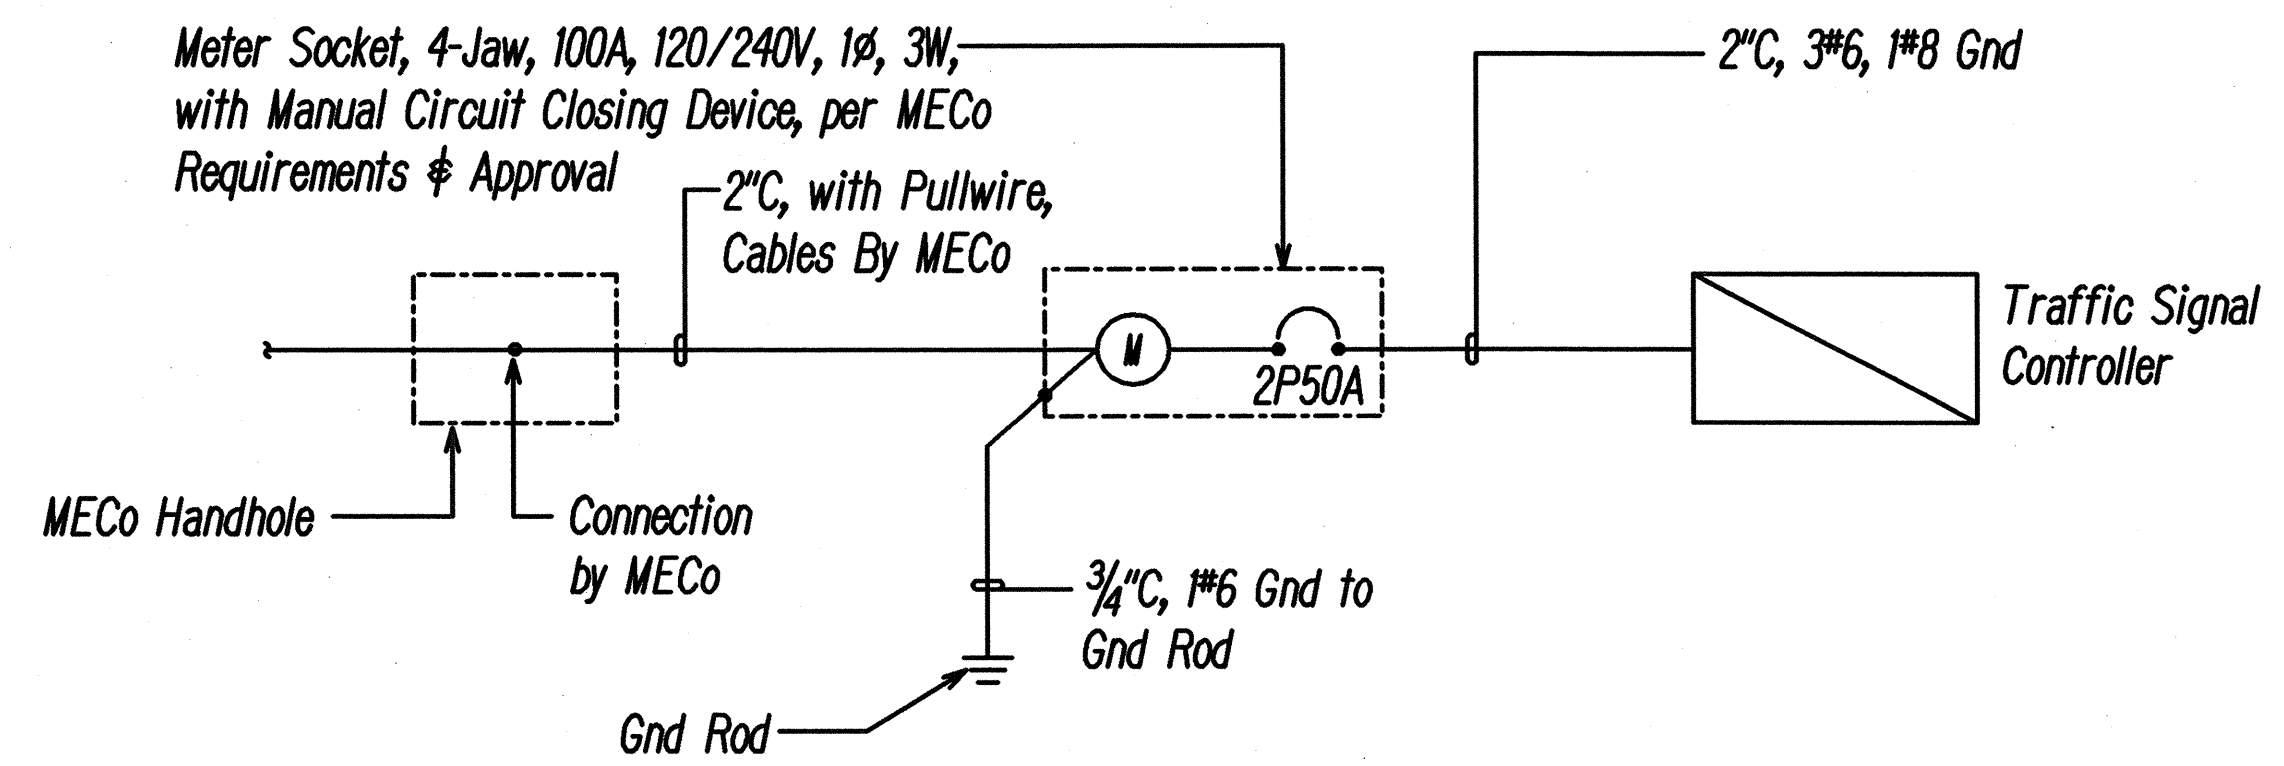 Meter Socket, 4-Jaw, 100A, 120/240V, 1ø, 3W,
with Manual Circuit Closing Device, per MECo
Requirements & Approval
2"C, 3#6, 1#8 Gnd
2"C, with Pullwire,
Cables By MECo
M
2P50A
Traffic Signal
Controller
MECo Handhole
Connection
by MECo
3/4"C, 1#6 Gnd to
Gnd Rod
Gnd Rod